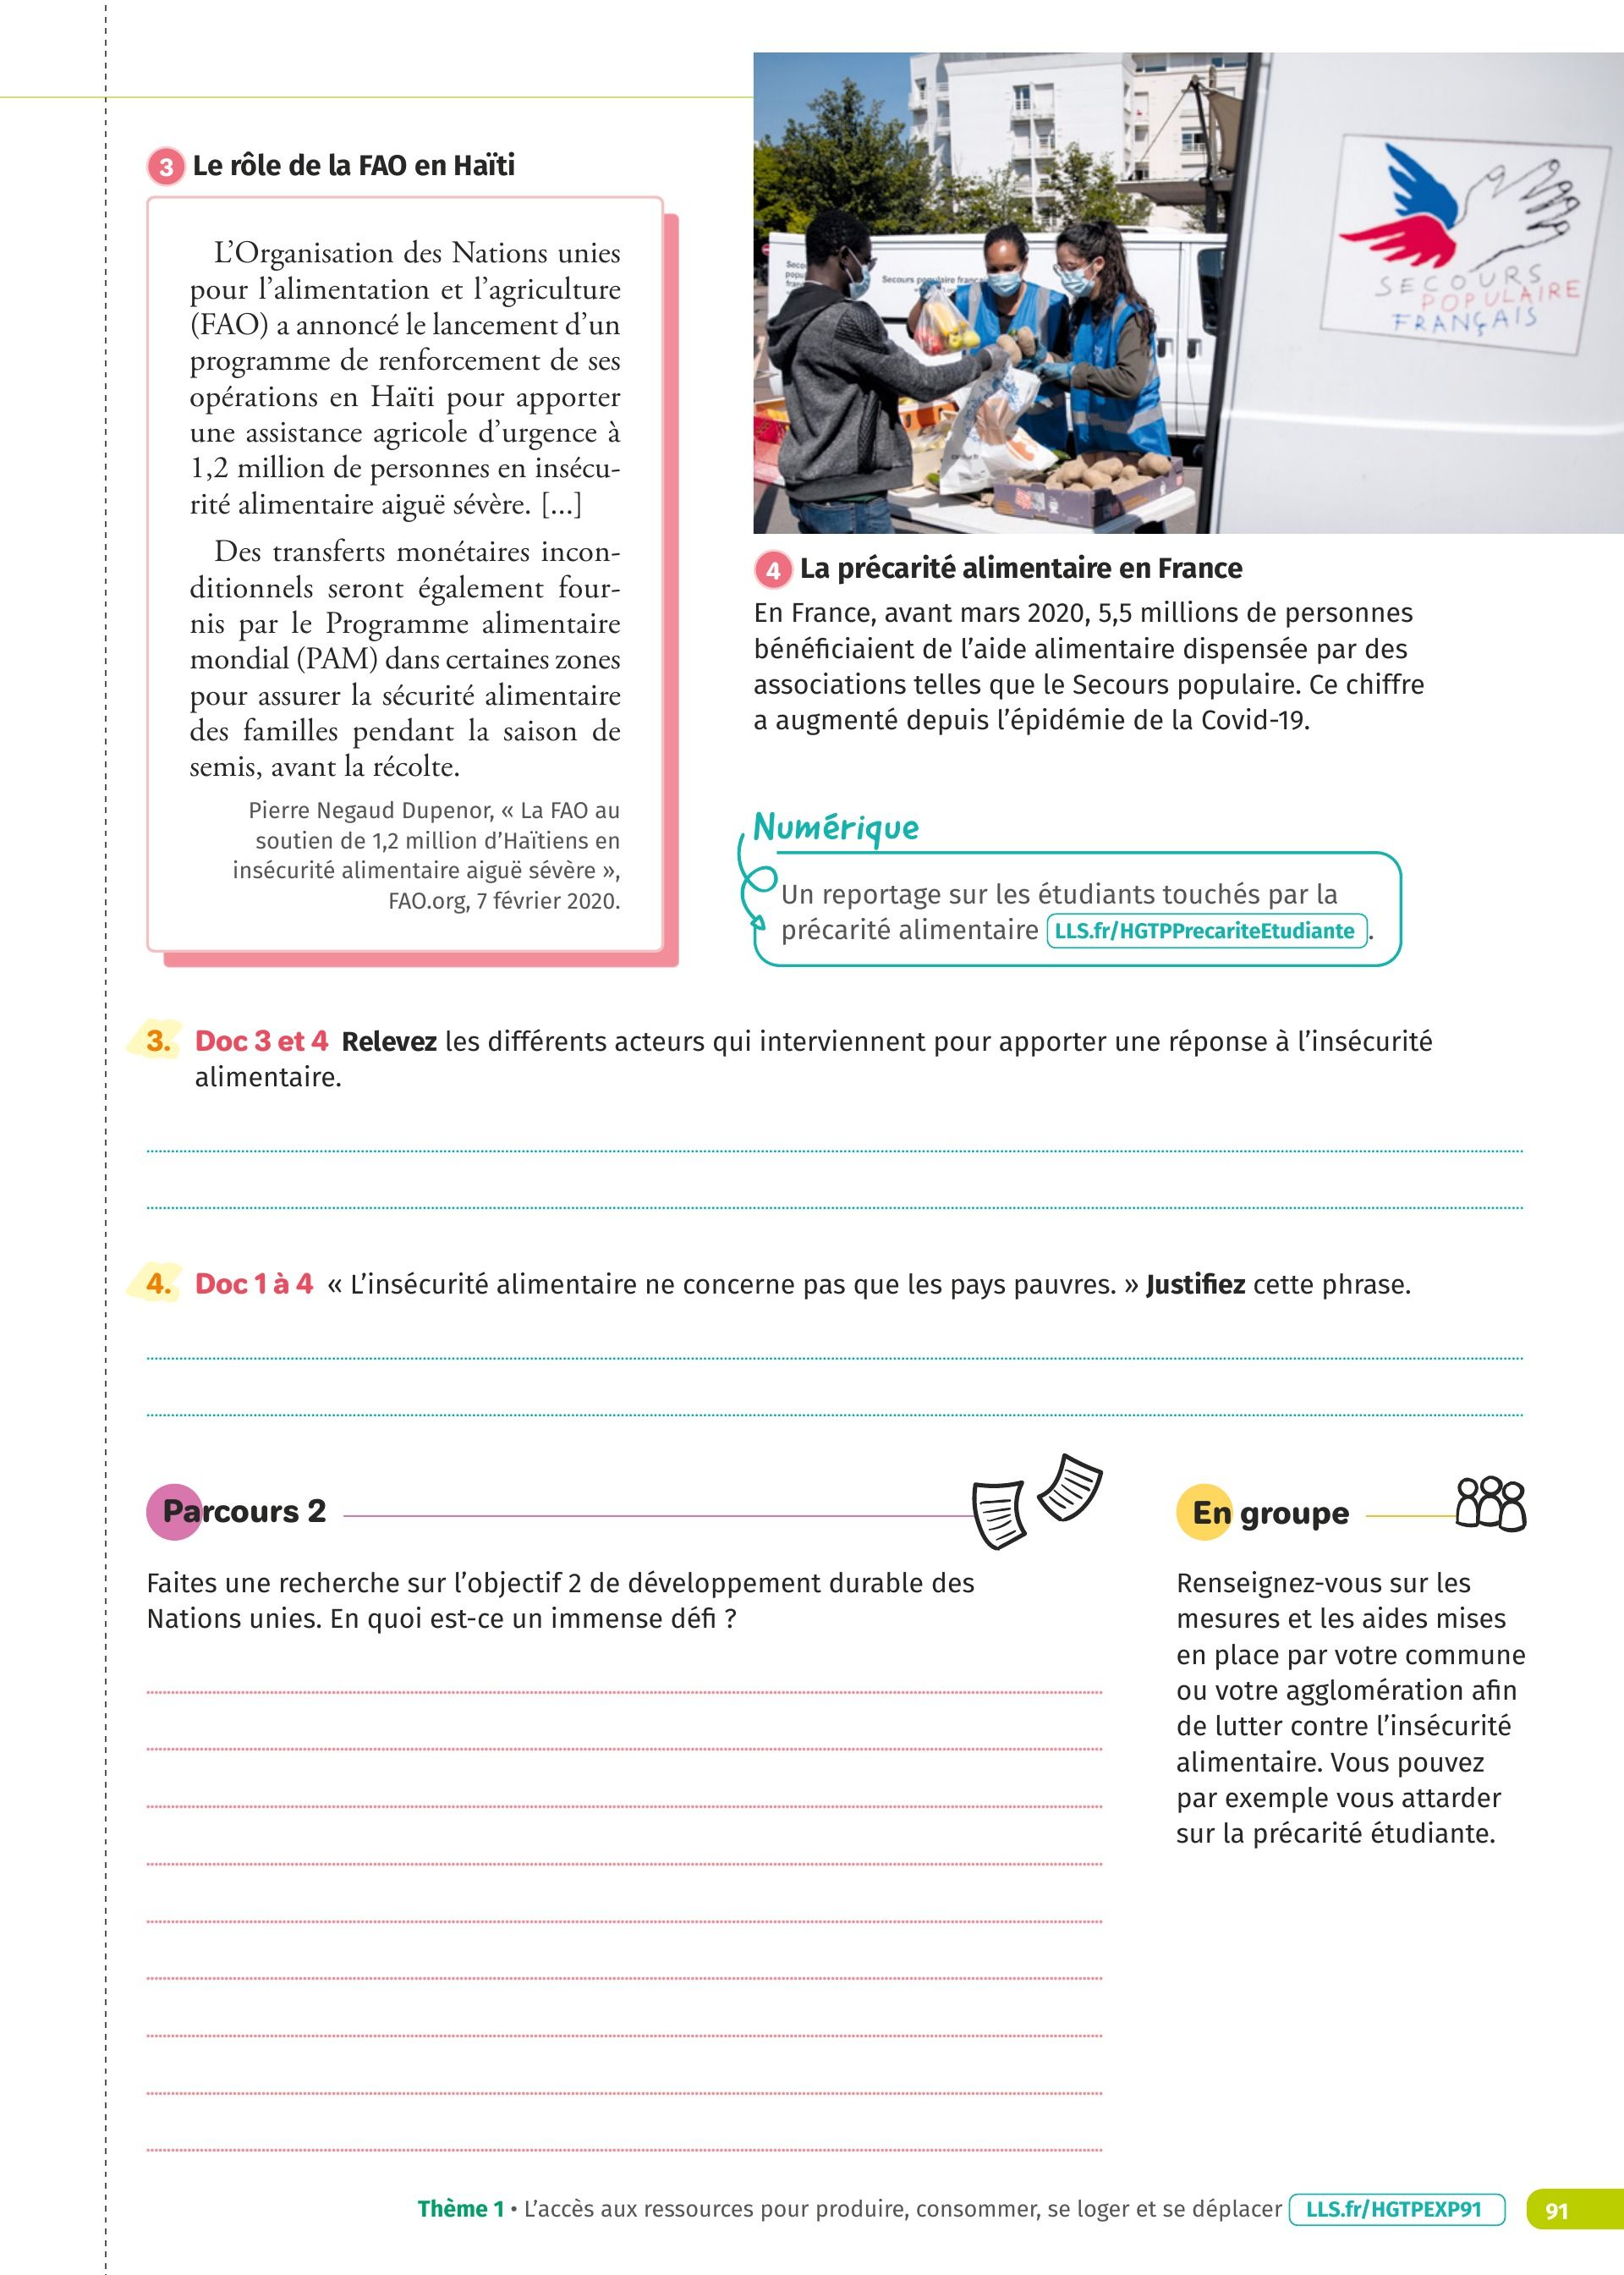 3 Le rôle de la FAO en Haïti
L’Organisation des Nations unies
pour l’alimentation et l’agriculture
(FAO) a annoncé le lancement d’un
programme de renforcement de ses
opérations en Haïti pour apporter
une assistance agricole d’urgence à
1,2 million de personnes en insécu-
rité alimentaire aiguë sévère. [...]
Des transferts monétaires incon-
ditionnels seront également four-
nis par le Programme alimentaire
mondial (PAM) dans certaines zones
pour assurer la sécurité alimentaire
des familles pendant la saison de
semis, avant la récolte.
Pierre Negaud Dupenor, « La FAO au
soutien de 1,2 million d’Haïtiens en
insécurité alimentaire aiguë sévère »,
FAO.org, 7 février 2020.
Secours populaire français
SECOURS
POPULAIRE
FRANÇAIS
4 La précarité alimentaire en France
En France, avant mars 2020, 5,5 millions de personnes
bénéficiaient de l’aide alimentaire dispensée par des
associations telles que le Secours populaire. Ce chiffre
a augmenté depuis l’épidémie de la Covid-19.
Numérique
Un reportage sur les étudiants touchés par la
précarité alimentaire LLS.fr/HGTPPrecariteEtudiante .
3. Doc 3 et 4 Relevez les différents acteurs qui interviennent pour apporter une réponse à l’insécurité
alimentaire.
4. Doc 1 à 4 « L’insécurité alimentaire ne concerne pas que les pays pauvres. » Justifiez cette phrase.
Parcours 2
Faites une recherche sur l’objectif 2 de développement durable des
Nations unies. En quoi est-ce un immense défi ?
En groupe
Renseignez-vous sur les
mesures et les aides mises
en place par votre commune
ou votre agglomération afin
de lutter contre l’insécurité
alimentaire. Vous pouvez
par exemple vous attarder
sur la précarité étudiante.
Thème 1 • L’accès aux ressources pour produire, consommer, se loger et se déplacer LLS.fr/HGTPEXP91 91